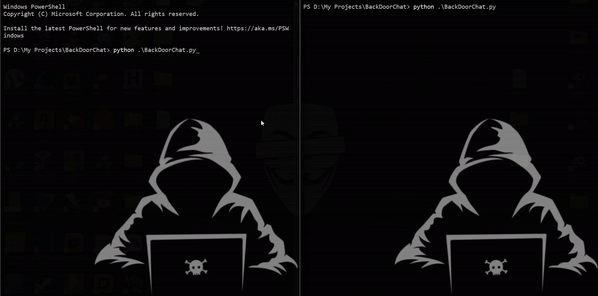 Windows PowerShell
Copyright (C) Microsoft Corporation. All rights reserved.
Install the latest PowerShell for new features and improvements! https://aka.ms/PSW
indows
PS D:\My Projects\BackDoorChat> python .\BackDoorChat.py_
PS D:\My Projects\BackDoorChat> python .\BackDoorChat.py